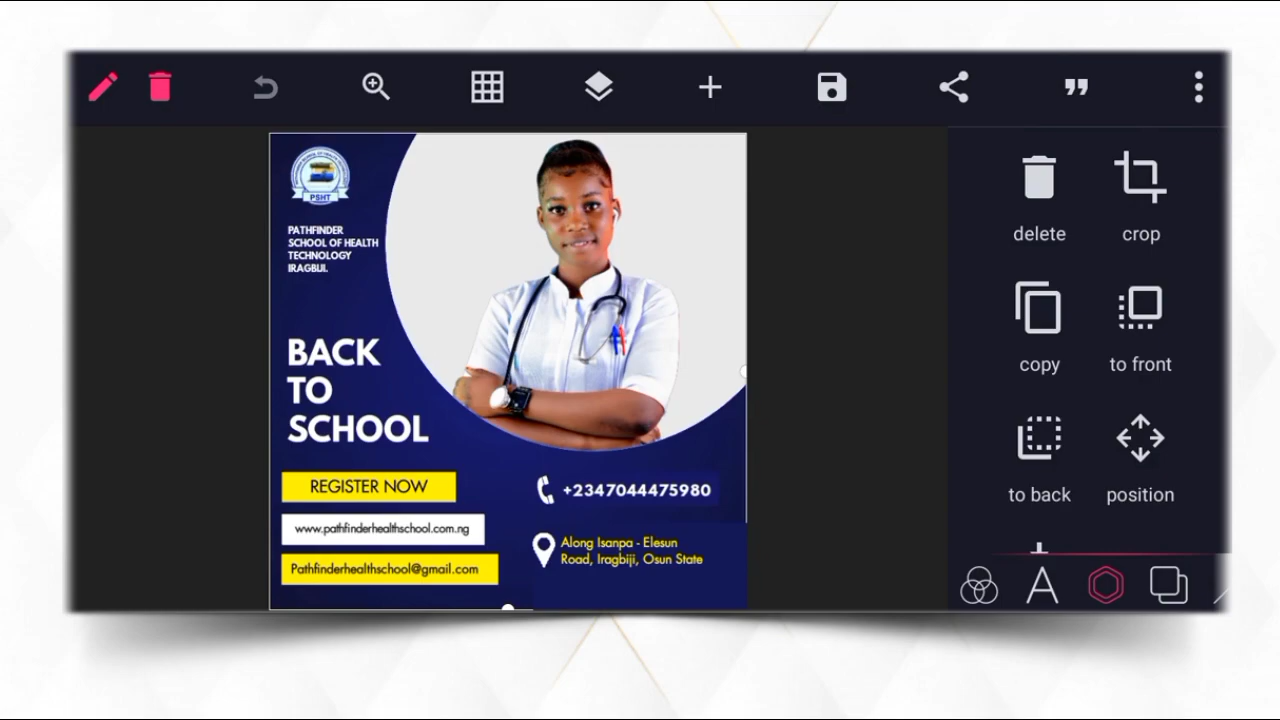 PSHT
PATHFINDER
SCHOOL OF HEALTH
TECHNOLOGY
IRAGBIJI.
BACK
TO
SCHOOL
REGISTER NOW
www.pathfinderhealthschool.com.ng
Pathfinderhealthschool@gmail.com
+2347044475980
Along Isanpa - Elesun
Road, Iragbiji, Osun State
delete
crop
copy
to front
to back
position